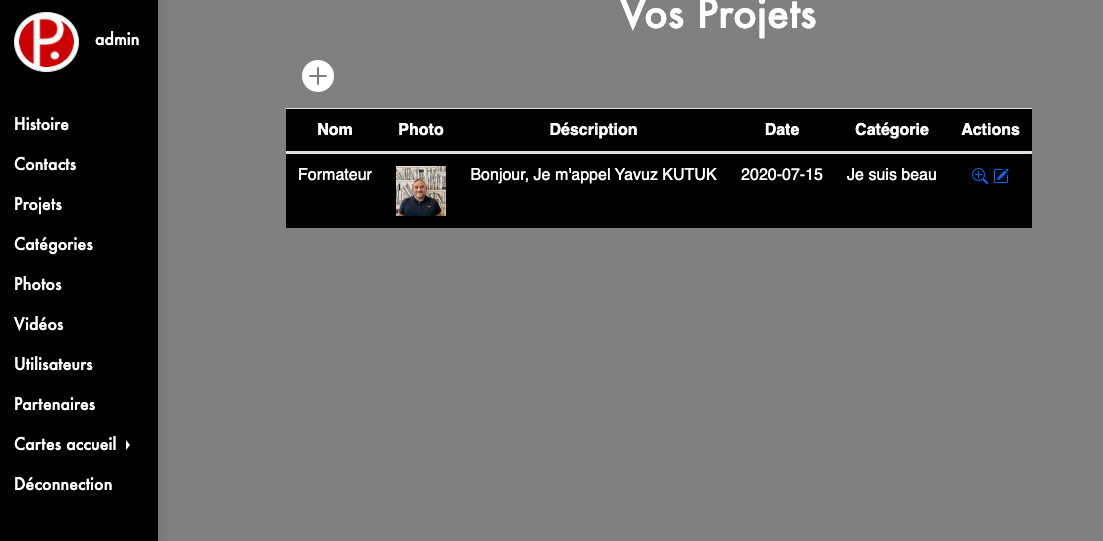 Vos Projets
P.
admin
Histoire
Contacts
Projets
Catégories
Photos
Vidéos
Utilisateurs
Partenaires
Cartes accueil
Déconnection
Nom Photo Déscription Date Catégorie Actions
Formateur Bonjour, Je m'appel Yavuz KUTUK 2020-07-15 Je suis beau